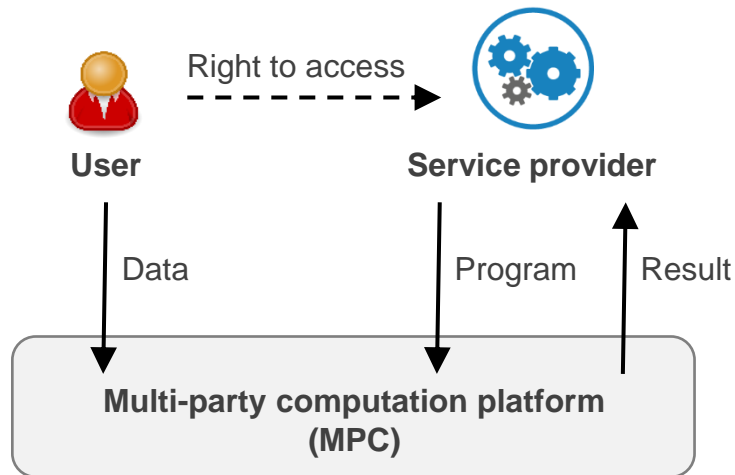 Right to access
User
Service provider
Data
Program
Result
Multi-party computation platform
(MPC)